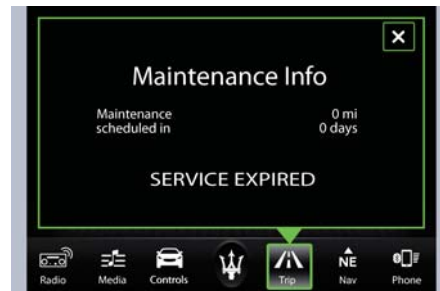 Maintenance Info
Maintenance 0 mi
scheduled in 0 days
SERVICE EXPIRED
Radio Media Controls Trip NE Nav Phone